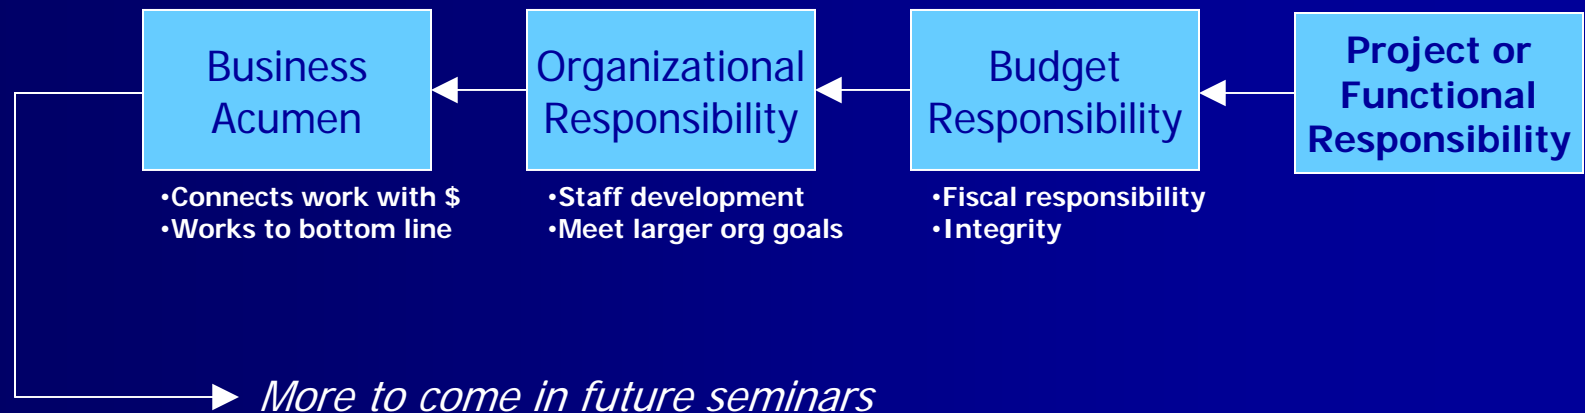 Business
Acumen
•Connects work with $
•Works to bottom line
Organizational
Responsibility
•Staff development
•Meet larger org goals
Budget
Responsibility
•Fiscal responsibility
•Integrity
Project or
Functional
Responsibility
More to come in future seminars